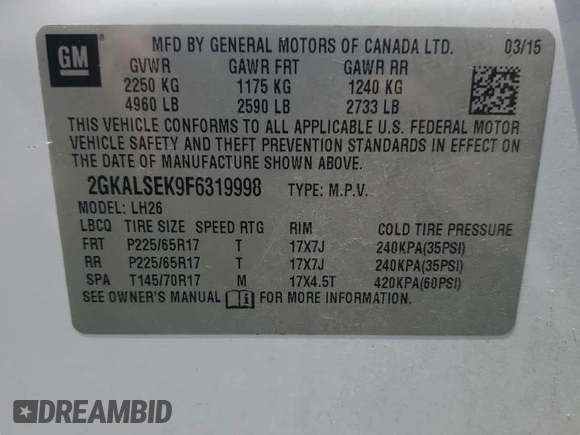 GM
MFD BY GENERAL MOTORS OF CANADA LTD. 03/15
GVWR GAWR FRT GAWR RR
2250 KG 1175 KG 1240 KG
4960 LB 2590 LB 2733 LB
THIS VEHICLE CONFORMS TO ALL APPLICABLE U.S. FEDERAL MOTOR
VEHICLE SAFETY AND THEFT PREVENTION STANDARDS IN EFFECT ON
THE DATE OF MANUFACTURE SHOWN ABOVE.
2GKALSEK9F6319998 TYPE: M.P.V.
MODEL: LH26
LBCQ TIRE SIZE SPEED RTG RIM COLD TIRE PRESSURE
FRT P225/65R17 T 17X7J 240KPA(35PSI)
RR P225/65R17 T 17X7J 240KPA(35PSI)
SPA T145/70R17 M 17X4.5T 420KPA(60PSI)
SEE OWNER'S MANUAL FOR MORE INFORMATION.
DREAMBID